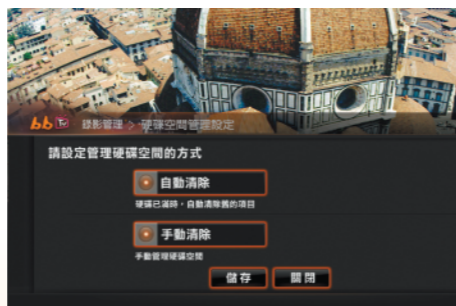 bb TV 錄影管理 > 硬碟空間管理設定
請設定管理硬碟空間的方式
自動清除
硬碟已滿時，自動清除舊的項目
手動清除
手動管理硬碟空間
儲存 關閉